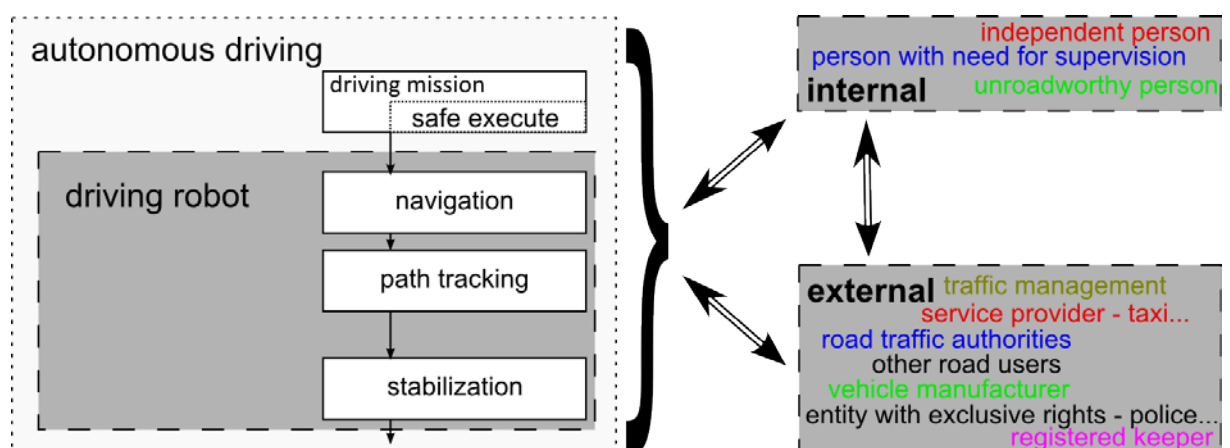 autonomous driving
driving mission
safe execute
driving robot
navigation
path tracking
stabilization
independent person
person with need for supervision
internal unroadworthy person
external traffic management
service provider - taxi...
road traffic authorities
other road users
vehicle manufacturer
entity with exclusive rights - police...
registered keeper